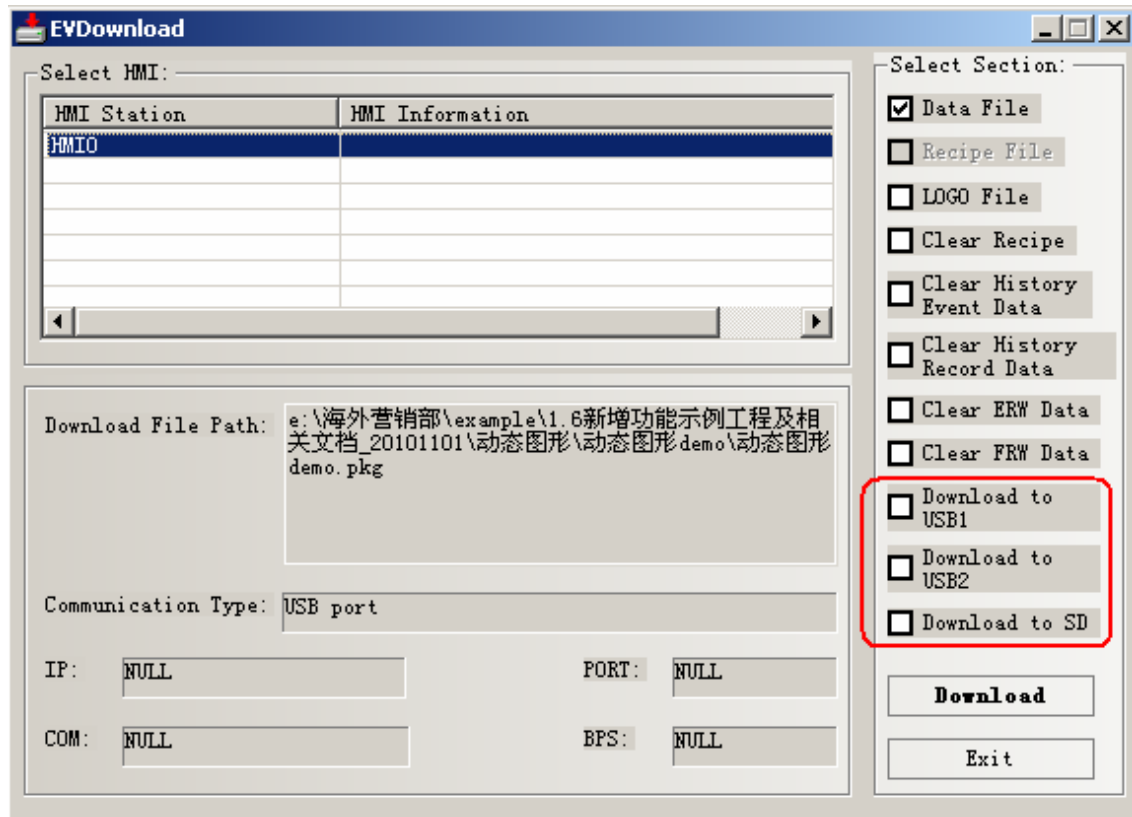 EVDownload
Select HMI:
HMI Station
HMI Information
HMI0
Download File Path:
e:\海外营销部\example\1.6新增功能示例工程及相
关文档_20101101\动态图形\动态图形demo\动态图形
demo.pkg
Communication Type:
USB port
IP:
NULL
PORT:
NULL
COM:
NULL
BPS:
NULL
Select Section:
Data File
Recipe File
LOGO File
Clear Recipe
Clear History
Event Data
Clear History
Record Data
Clear ERW Data
Clear FRW Data
Download to
USB1
Download to
USB2
Download to SD
Download
Exit